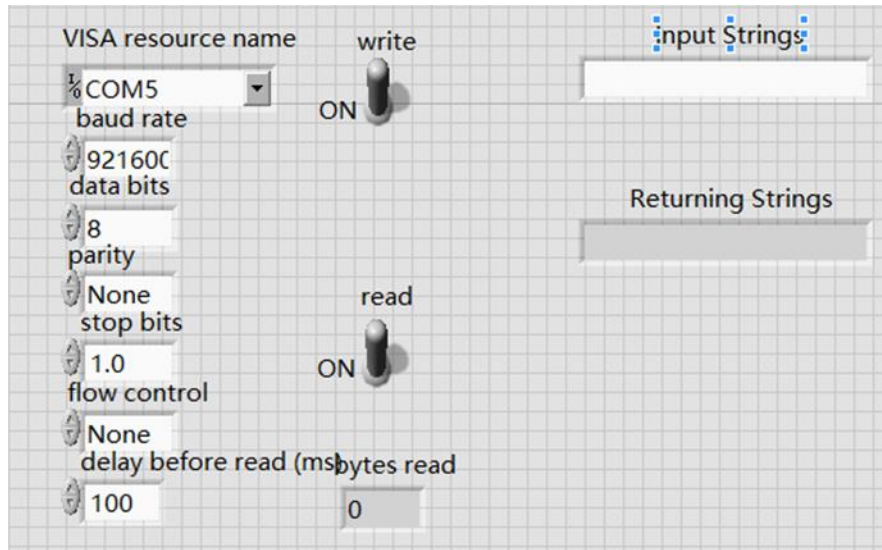 VISA resource name
COM5
baud rate
921600
data bits
8
parity
None
stop bits
1.0
flow control
None
delay before read (ms)
100
write
ON
read
ON
bytes read
0
input Strings
Returning Strings